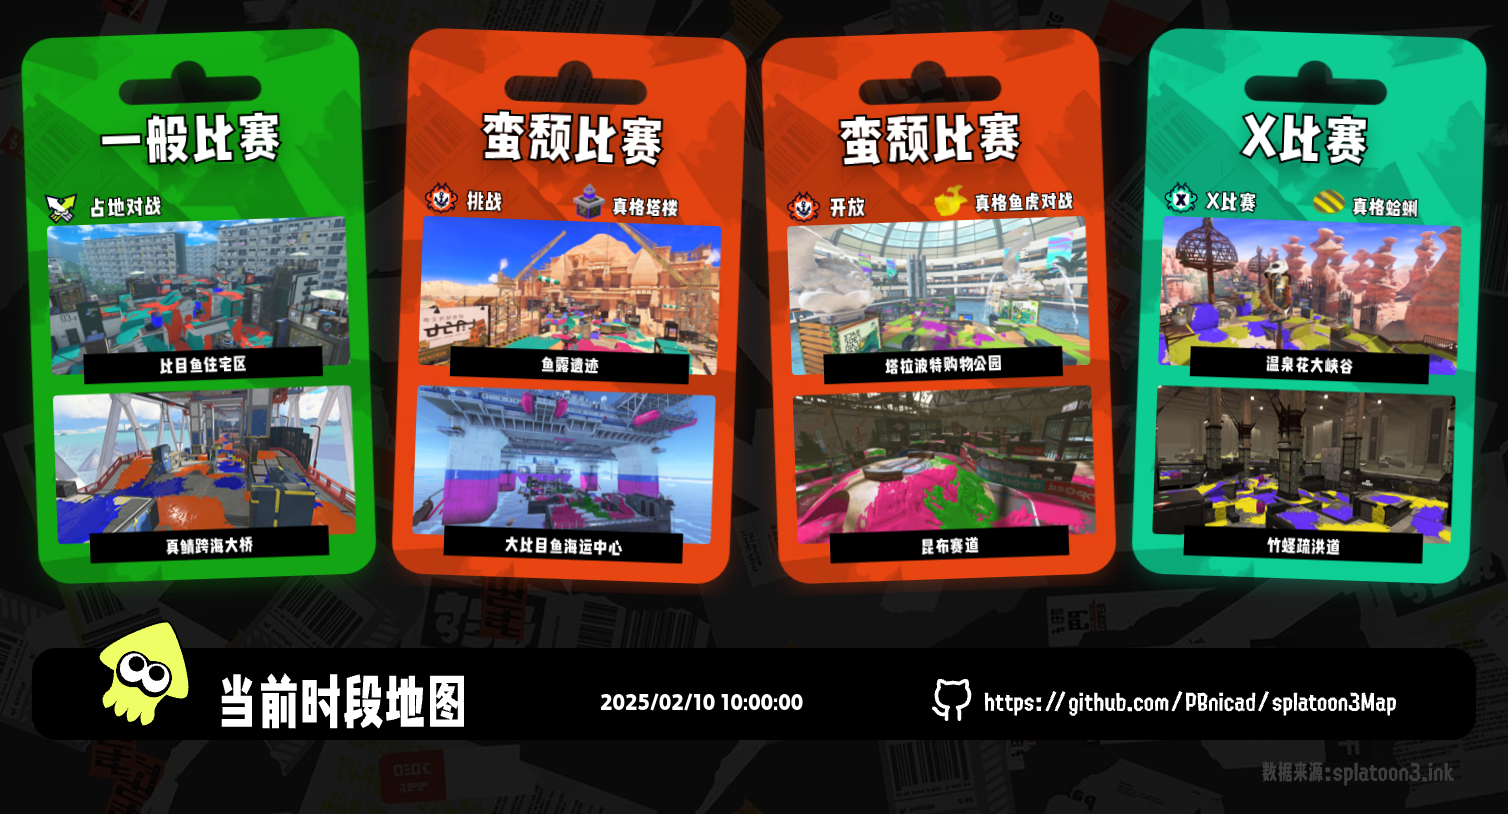 一般比赛
占地对战
比目鱼住宅区
真鲭跨海大桥
蛮颓比赛
挑战
真格塔楼
鱼露遗迹
大比目鱼海运中心
蛮颓比赛
开放
真格鱼虎对战
塔拉波特购物公园
昆布赛道
X比赛
X比赛
真格蛤蜊
温泉花大峡谷
竹蛏疏洪道
当前时段地图
2025/02/10 10:00:00
https://github.com/PBnicad/splatoon3Map
数据来源:splatoon3.ink